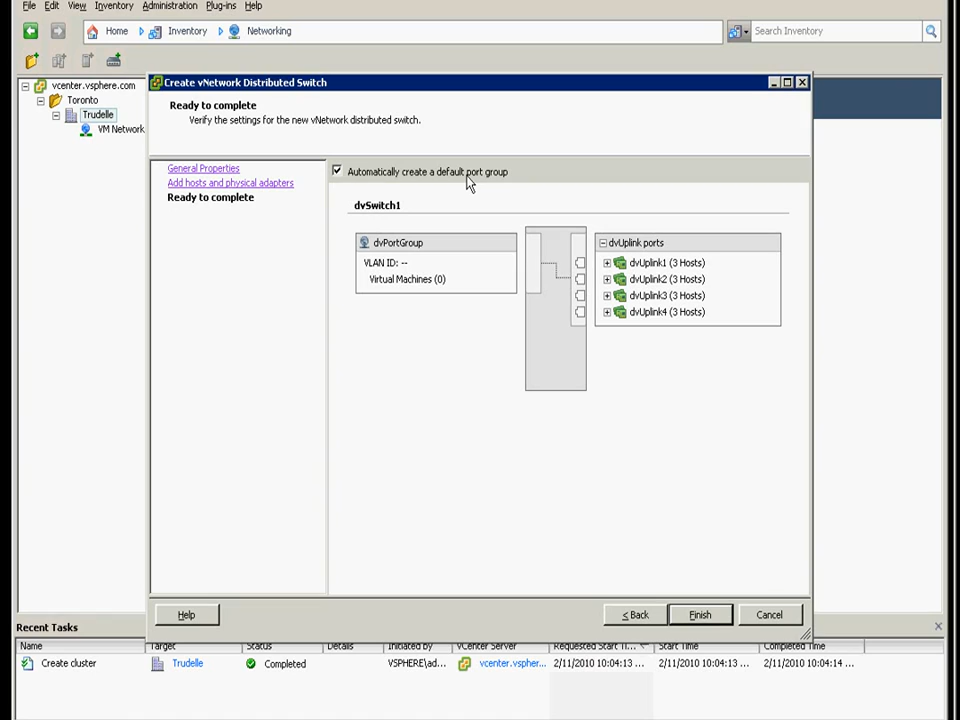 File Edit View Inventory Administration Plug-ins Help
Home Inventory Networking Search Inventory
vcenter.vsphere.com
Toronto
Trudelle
VM Network
Create vNetwork Distributed Switch
Ready to complete
Verify the settings for the new vNetwork distributed switch.
General Properties
Add hosts and physical adapters
Ready to complete
Automatically create a default port group
dvSwitch1
dvPortGroup
VLAN ID: --
Virtual Machines (0)
dvUplink ports
dvUplink1 (3 Hosts)
dvUplink2 (3 Hosts)
dvUplink3 (3 Hosts)
dvUplink4 (3 Hosts)
Help < Back Finish Cancel
Recent Tasks
Name Target Status Details Initiated by vCenter Server Requested Start Ti... Start Time Completed Time
Create cluster Trudelle Completed VSPHERE\ad... vcenter.vspher... 2/11/2010 10:04:13 ... 2/11/2010 10:04:13 ... 2/11/2010 10:04:14 ...